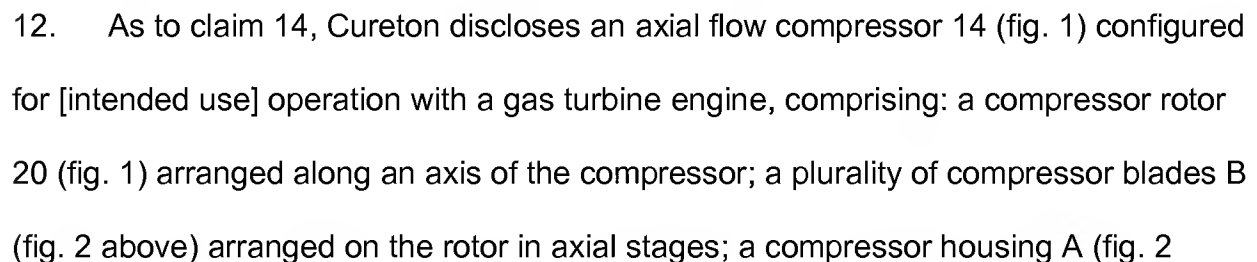 12. As to claim 14, Cureton discloses an axial flow compressor 14 (fig. 1) configured
for [intended use] operation with a gas turbine engine, comprising: a compressor rotor
20 (fig. 1) arranged along an axis of the compressor; a plurality of compressor blades B
(fig. 2 above) arranged on the rotor in axial stages; a compressor housing A (fig. 2